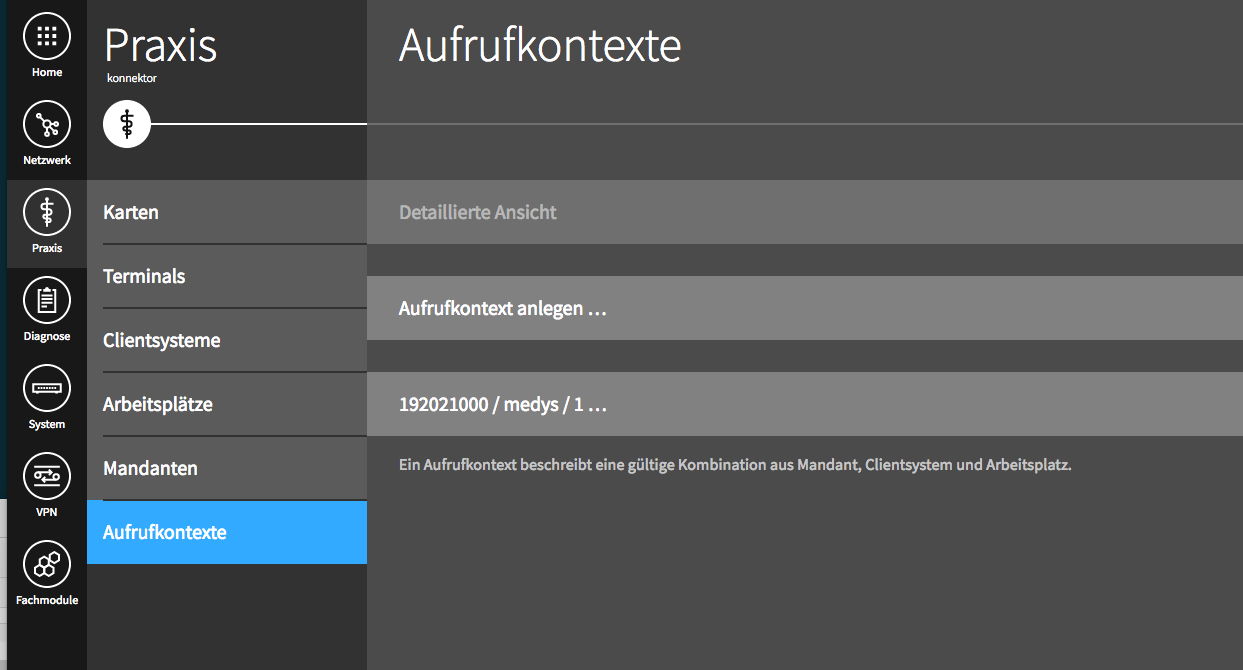 Home
Netzwerk
Praxis
Diagnose
System
VPN
Fachmodule
Praxis
konnektor
Karten
Terminals
Clientsysteme
Arbeitsplätze
Mandanten
Aufrufkontexte
Aufrufkontexte
Detaillierte Ansicht
Aufrufkontext anlegen …
192021000 / medys / 1 …
Ein Aufrufkontext beschreibt eine gültige Kombination aus Mandant, Clientsystem und Arbeitsplatz.